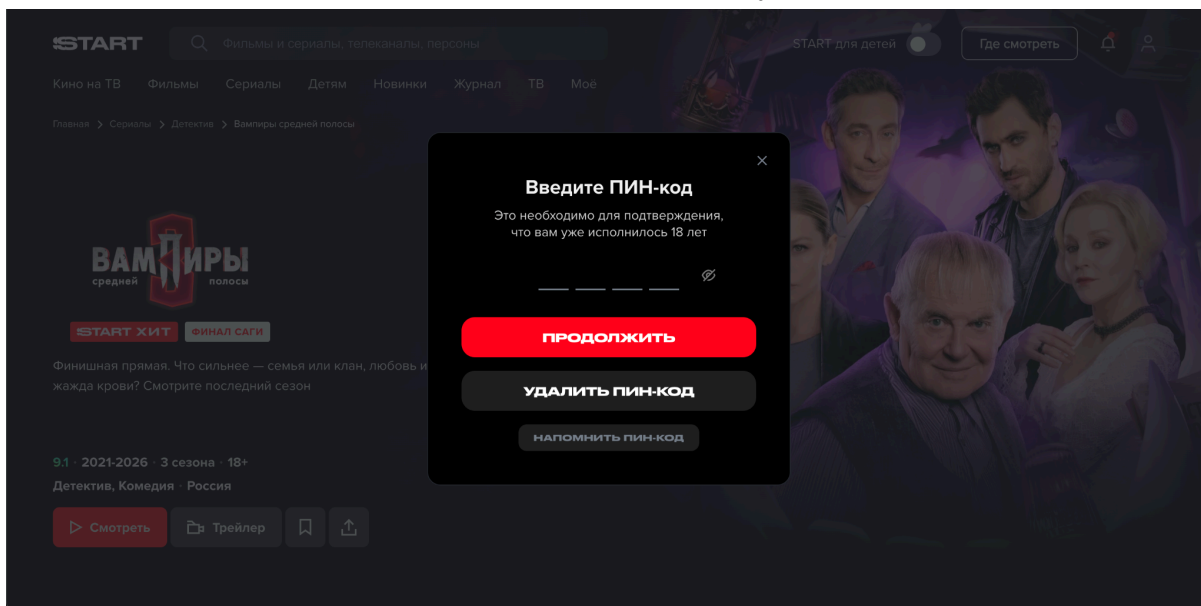 START
Фильмы и сериалы, телеканалы, персоны
START для детей
Где смотреть
Кино на ТВ Фильмы Сериалы Детям Новинки Журнал ТВ Моё
Главная > Сериалы > Детектив > Вампиры средней полосы
Введите ПИН-код
Это необходимо для подтверждения,
что вам уже исполнилось 18 лет
ПРОДОЛЖИТЬ
УДАЛИТЬ ПИН-КОД
НАПОМНИТЬ ПИН-КОД
ВАМПИРЫ
средней полосы
START ХИТ ФИНАЛ САГИ
Финишная прямая. Что сильнее — семья или клан, любовь и
жажда крови? Смотрите последний сезон
9.1 · 2021-2026 · 3 сезона · 18+
Детектив, Комедия · Россия
Смотреть Трейлер